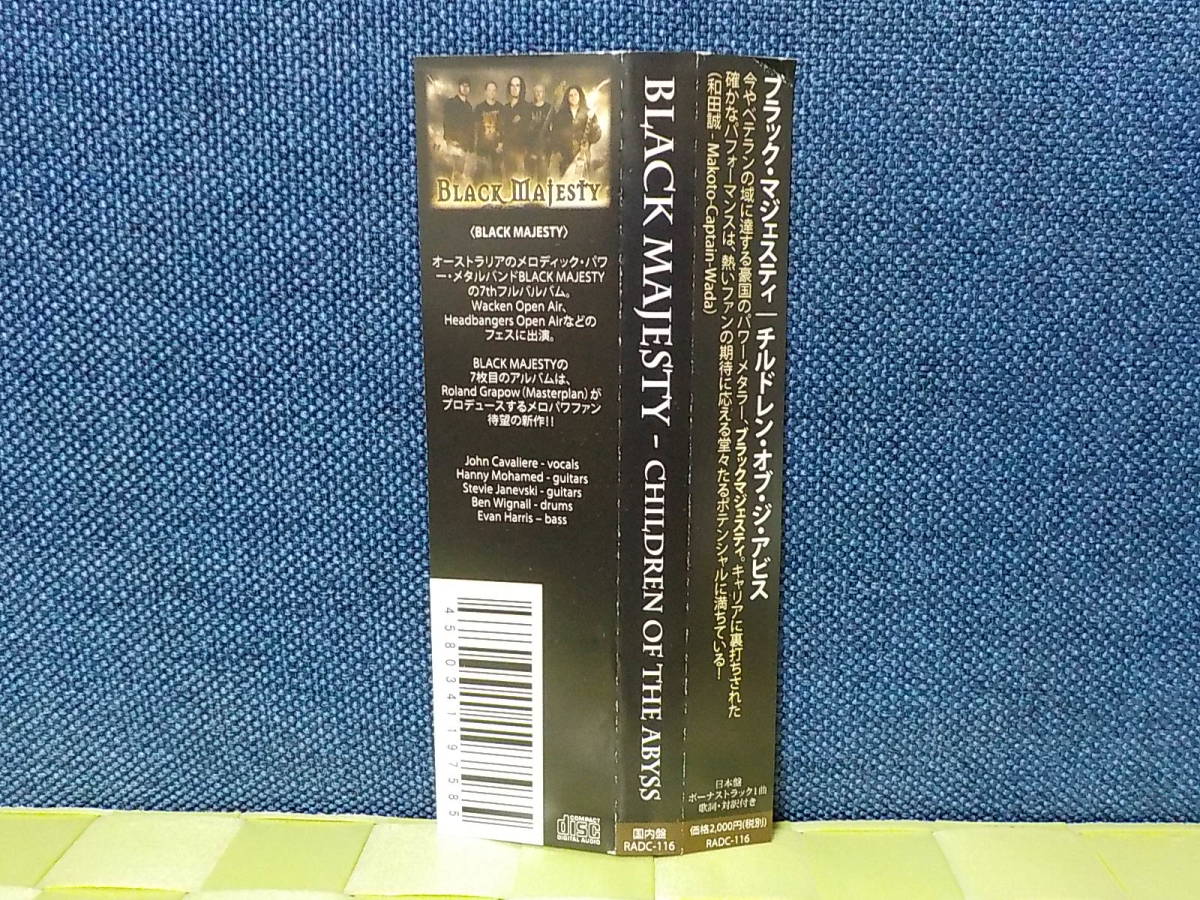 BLACK MAJESTY
〈BLACK MAJESTY〉
オーストラリアのメロディック・パワ
ー・メタルバンドBLACK MAJESTY
の7thフルバルバム。
Wacken Open Air、
Headbangers Open Airなどの
フェスに出演。
BLACK MAJESTYの
7枚目のアルバムは、
Roland Grapow（Masterplan）が
プロデュースするメロパワファン
待望の新作!!
John Cavaliere - vocals
Hanny Mohamed - guitars
Stevie Janevski - guitars
Ben Wignall - drums
Evan Harris – bass
4580341197585
COMPACT
disc
DIGITAL AUDIO
BLACK MAJESTY - CHILDREN OF THE ABYSS
国内盤
RADC-116
ブラック・マジェスティ｜チルドレン・オブ・ジ・アビス
今やベテランの域に達する豪国のパワーメタラー、ブラックマジェスティ。キャリアに裏打ちされた
確かなパフォーマンスは、熱いファンの期待に応える堂々たるポテンシャルに満ちている！
（和田誠 - Makoto-Captain-Wada）
日本盤
ボーナストラック1曲
歌詞・対訳付き
価格2,000円(税別)
RADC-116